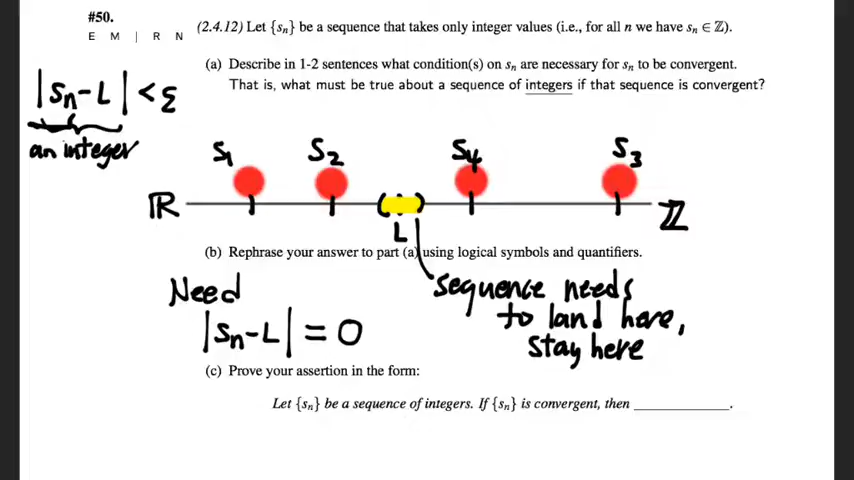 #50.
E M | R N
(2.4.12) Let {sₙ} be a sequence that takes only integer values (i.e., for all n we have sₙ ∈ ℤ).
(a) Describe in 1-2 sentences what condition(s) on sₙ are necessary for sₙ to be convergent.
That is, what must be true about a sequence of integers if that sequence is convergent?
|sₙ-L| < ε
an integer
S₁ S₂ S₄ S₃
ℝ ℤ
( )
L
(b) Rephrase your answer to part (a) using logical symbols and quantifiers.
Need
|sₙ-L| = 0
sequence needs
to land here,
stay here
(c) Prove your assertion in the form:
Let {sₙ} be a sequence of integers. If {sₙ} is convergent, then ____________.